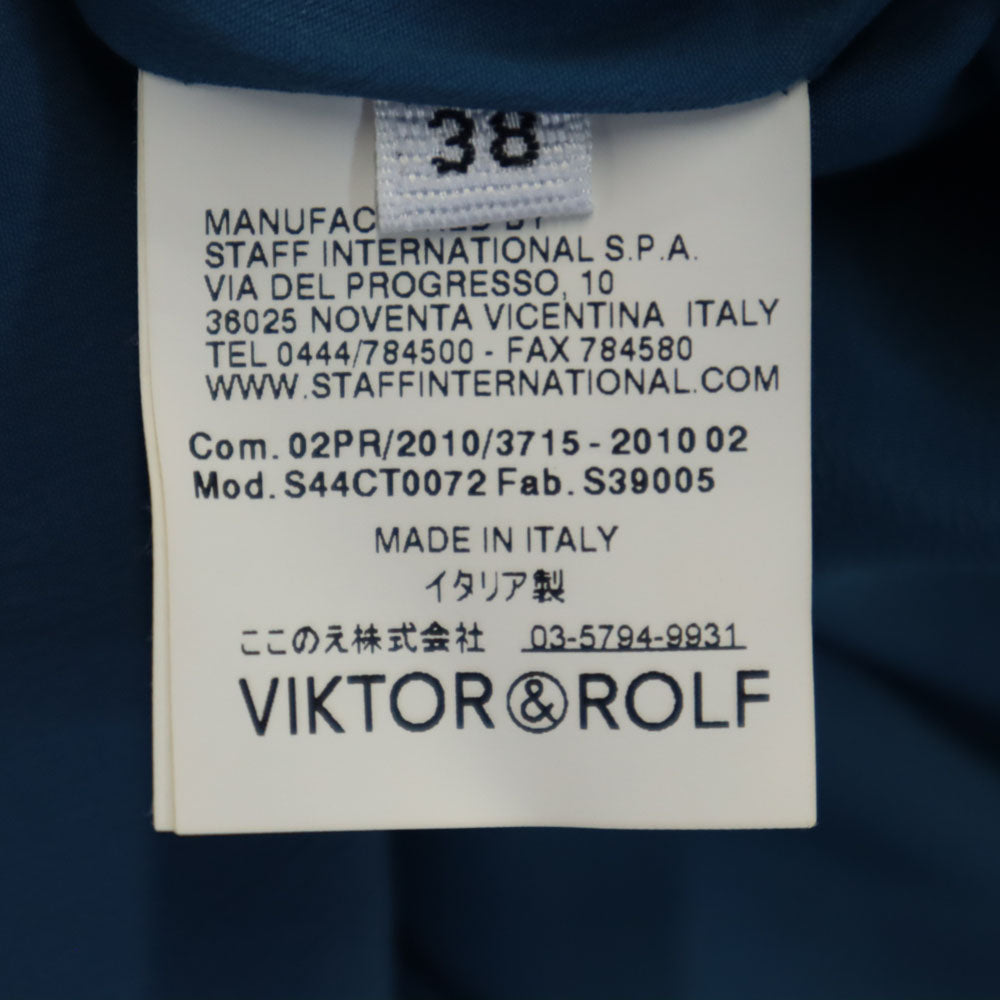 38
MANUFAC BY
STAFF INTERNATIONAL S.P.A.
VIA DEL PROGRESSO, 10
36025 NOVENTA VICENTINA ITALY
TEL 0444/784500 - FAX 784580
WWW.STAFFINTERNATIONAL.COM
Com. 02PR/2010/3715 - 2010 02
Mod. S44CT0072 Fab. S39005
MADE IN ITALY
イタリア製
ここのえ株式会社 03-5794-9931
VIKTOR&ROLF